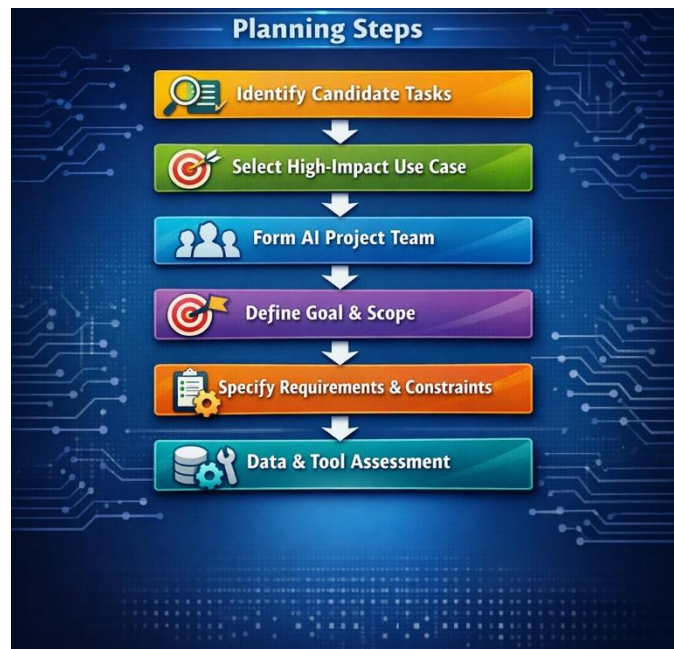 Planning Steps
Identify Candidate Tasks
Select High-Impact Use Case
Form AI Project Team
Define Goal & Scope
Specify Requirements & Constraints
Data & Tool Assessment